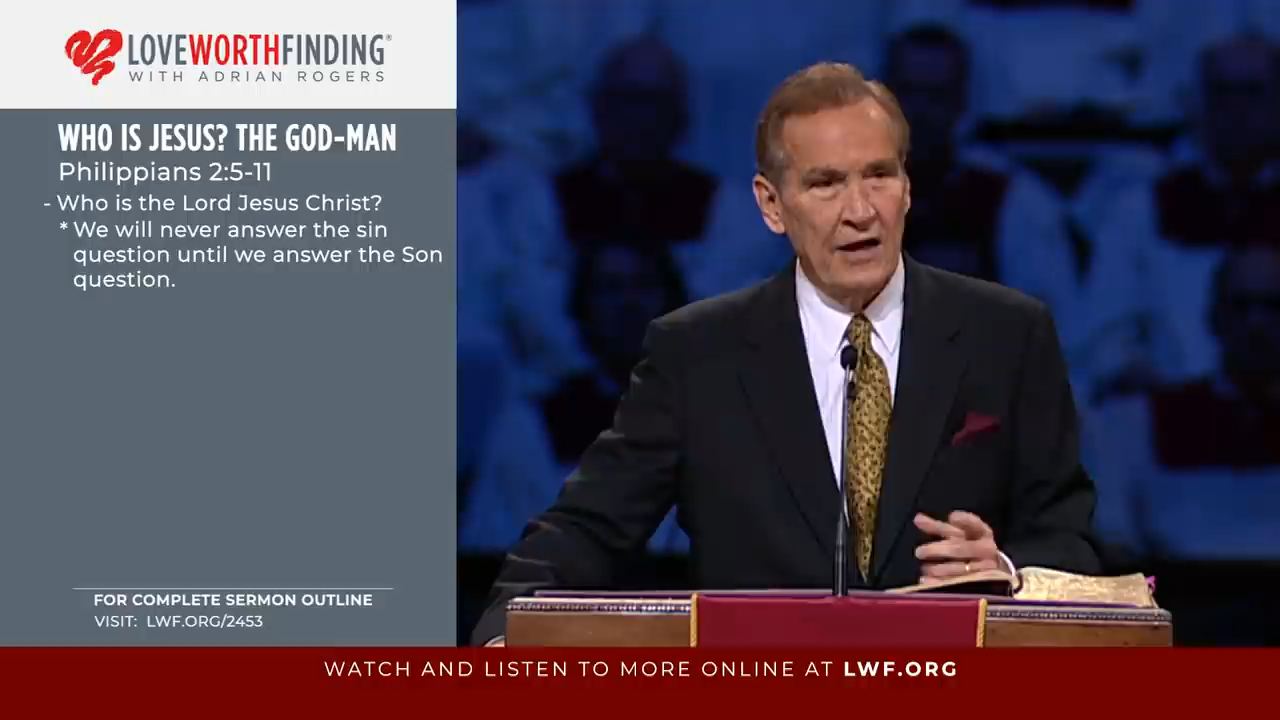 LOVEWORTHFINDING®
WITH ADRIAN ROGERS
WHO IS JESUS? THE GOD-MAN
Philippians 2:5-11
- Who is the Lord Jesus Christ?
* We will never answer the sin
question until we answer the Son
question.
FOR COMPLETE SERMON OUTLINE
VISIT: LWF.ORG/2453
WATCH AND LISTEN TO MORE ONLINE AT LWF.ORG